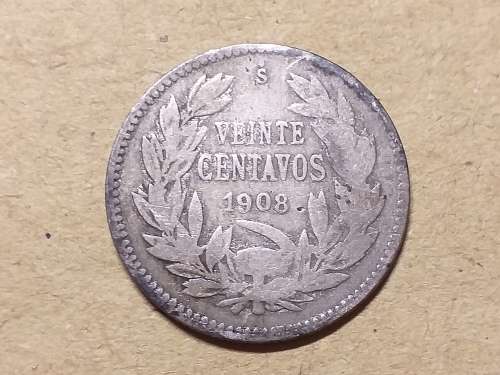 S
VEINTE
CENTAVOS
1908